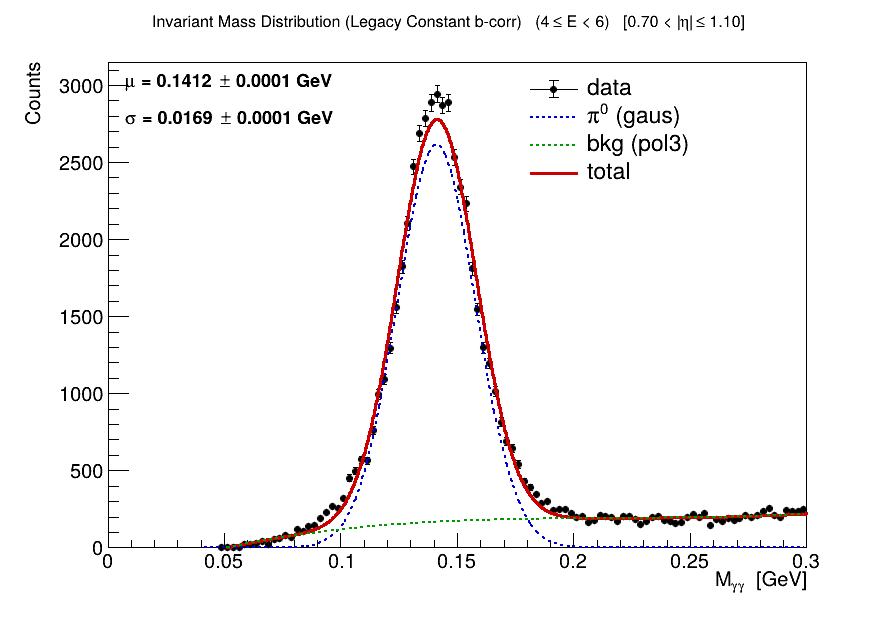 Invariant Mass Distribution (Legacy Constant b-corr) (4 ≤ E < 6) [0.70 < |η| ≤ 1.10]
Counts
μ = 0.1412 ± 0.0001 GeV
σ = 0.0169 ± 0.0001 GeV
data
π⁰ (gaus)
bkg (pol3)
total
3000
2500
2000
1500
1000
500
0
0 0.05 0.1 0.15 0.2 0.25 0.3
Mγγ [GeV]